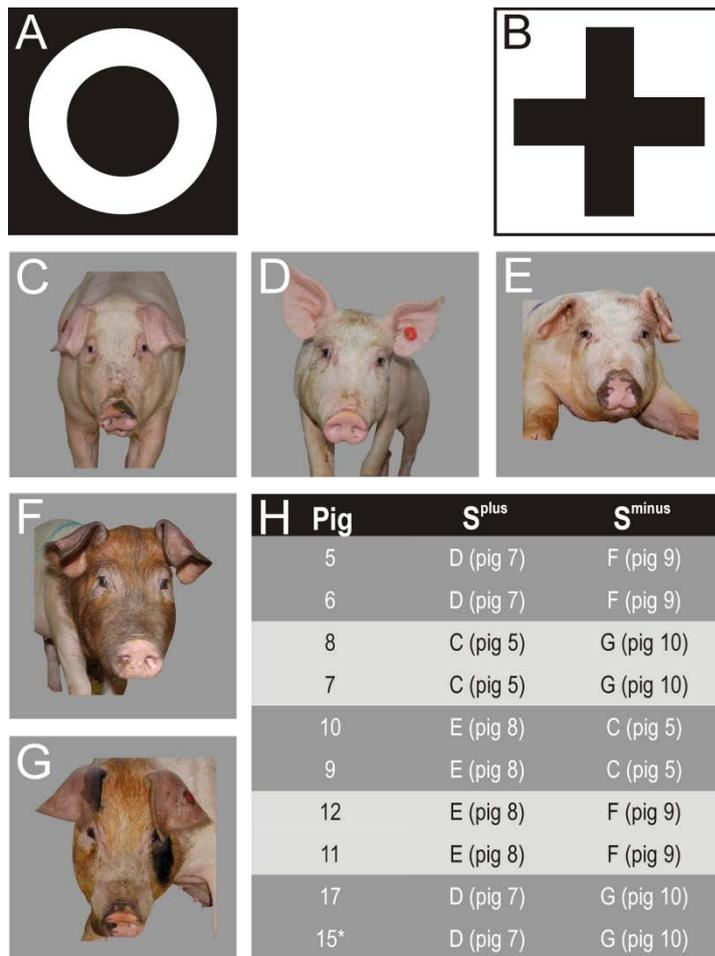 A
B
C
D
E
F
G
H Pig S^plus S^minus
5 D (pig 7) F (pig 9)
6 D (pig 7) F (pig 9)
8 C (pig 5) G (pig 10)
7 C (pig 5) G (pig 10)
10 E (pig 8) C (pig 5)
9 E (pig 8) C (pig 5)
12 E (pig 8) F (pig 9)
11 E (pig 8) F (pig 9)
17 D (pig 7) G (pig 10)
15* D (pig 7) G (pig 10)